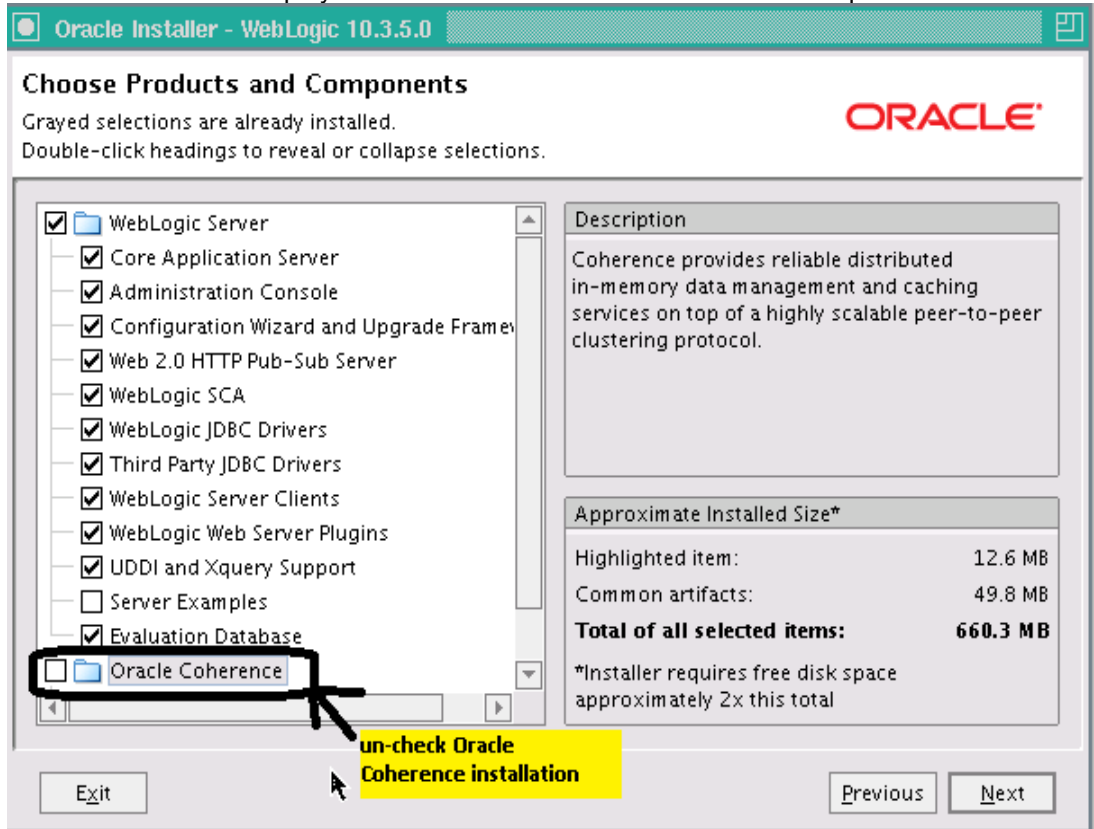 Oracle Installer - WebLogic 10.3.5.0
Choose Products and Components
Grayed selections are already installed.
Double-click headings to reveal or collapse selections.
ORACLE
WebLogic Server
Core Application Server
Administration Console
Configuration Wizard and Upgrade Framew
Web 2.0 HTTP Pub-Sub Server
WebLogic SCA
WebLogic JDBC Drivers
Third Party JDBC Drivers
WebLogic Server Clients
WebLogic Web Server Plugins
UDDI and Xquery Support
Server Examples
Evaluation Database
Oracle Coherence
Description
Coherence provides reliable distributed
in-memory data management and caching
services on top of a highly scalable peer-to-peer
clustering protocol.
Approximate Installed Size*
Highlighted item: 12.6 MB
Common artifacts: 49.8 MB
Total of all selected items: 660.3 MB
*Installer requires free disk space
approximately 2x this total
un-check Oracle
Coherence installation
Exit
Previous
Next